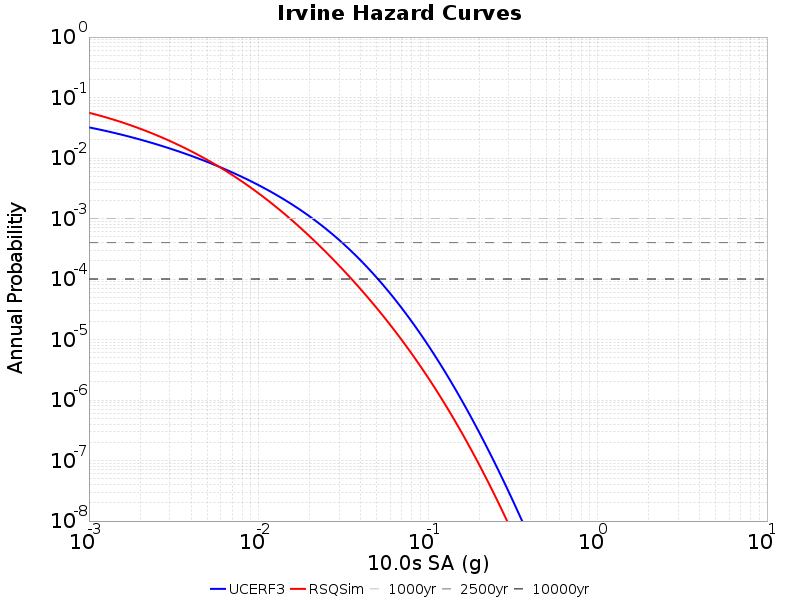 Irvine Hazard Curves
10^0
10^-1
10^-2
10^-3
10^-4
10^-5
10^-6
10^-7
10^-8
Annual Probabilitiy
10^-3 10^-2 10^-1 10^0 10^1
10.0s SA (g)
UCERF3 RSQSim 1000yr 2500yr 10000yr